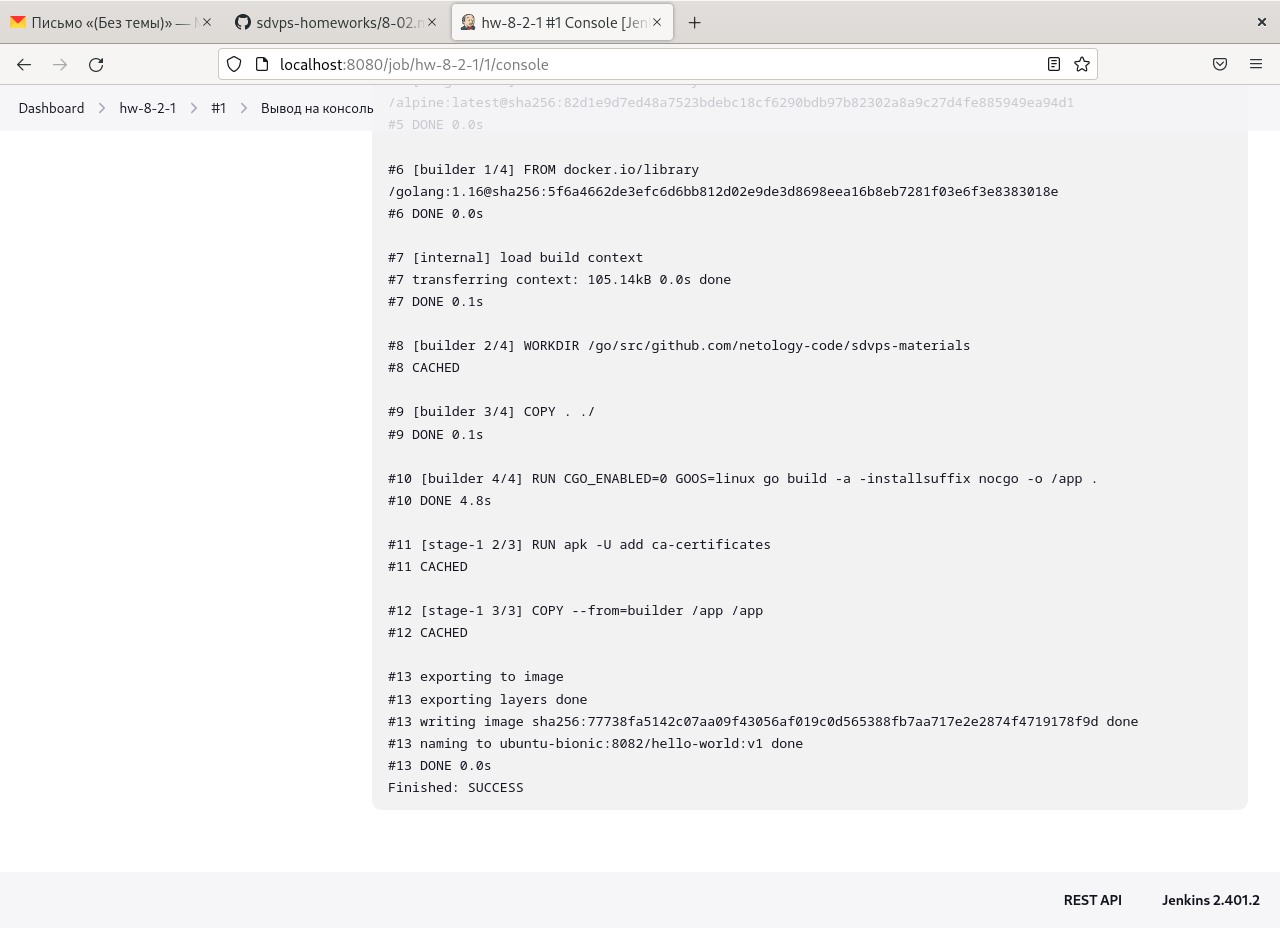 Письмо «(Без темы)» —
sdvps-homeworks/8-02.
hw-8-2-1 #1 Console [Jen
localhost:8080/job/hw-8-2-1/1/console
Dashboard
hw-8-2-1
#1
Вывод на консоль
/alpine:latest@sha256:82d1e9d7ed48a7523bdebc18cf6290bdb97b82302a8a9c27d4fe885949ea94d1
#5 DONE 0.0s
#6 [builder 1/4] FROM docker.io/library
/golang:1.16@sha256:5f6a4662de3efc6d6bb812d02e9de3d8698eea16b8eb7281f03e6f3e8383018e
#6 DONE 0.0s
#7 [internal] load build context
#7 transferring context: 105.14kB 0.0s done
#7 DONE 0.1s
#8 [builder 2/4] WORKDIR /go/src/github.com/netology-code/sdvps-materials
#8 CACHED
#9 [builder 3/4] COPY . ./
#9 DONE 0.1s
#10 [builder 4/4] RUN CGO_ENABLED=0 GOOS=linux go build -a -installsuffix nocgo -o /app .
#10 DONE 4.8s
#11 [stage-1 2/3] RUN apk -U add ca-certificates
#11 CACHED
#12 [stage-1 3/3] COPY --from=builder /app /app
#12 CACHED
#13 exporting to image
#13 exporting layers done
#13 writing image sha256:77738fa5142c07aa09f43056af019c0d565388fb7aa717e2e2874f4719178f9d done
#13 naming to ubuntu-bionic:8082/hello-world:v1 done
#13 DONE 0.0s
Finished: SUCCESS
REST API
Jenkins 2.401.2